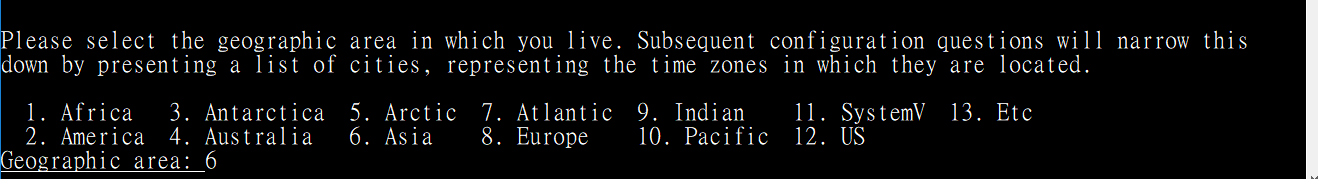 Please select the geographic area in which you live. Subsequent configuration questions will narrow this
down by presenting a list of cities, representing the time zones in which they are located.
1. Africa 3. Antarctica 5. Arctic 7. Atlantic 9. Indian 11. SystemV 13. Etc
2. America 4. Australia 6. Asia 8. Europe 10. Pacific 12. US
Geographic area: 6